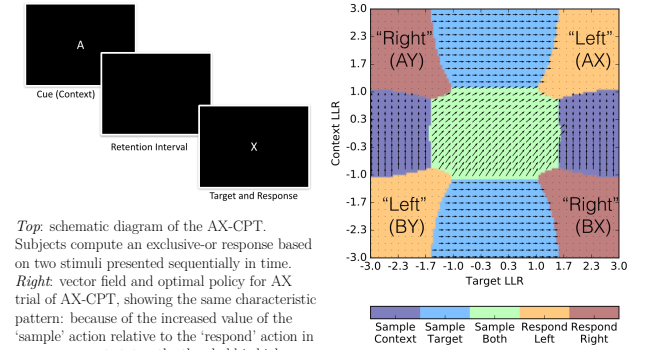 A
Cue (Context)
Retention Interval
X
Target and Response
Top: schematic diagram of the AX-CPT.
Subjects compute an exclusive-or response based
on two stimuli presented sequentially in time.
Right: vector field and optimal policy for AX
trial of AX-CPT, showing the same characteristic
pattern: because of the increased value of the
‘sample’ action relative to the ‘respond’ action in
3.0
2.3
1.7
1.0
0.3
-0.3
-1.0
-1.7
-2.3
-3.0
Context LLR
"Right"
(AY)
"Left"
(AX)
"Left"
(BY)
"Right"
(BX)
-3.0 -2.3 -1.7 -1.0 -0.3 0.3 1.0 1.7 2.3 3.0
Target LLR
Sample Sample Sample Respond Respond
Context Target Both Left Right